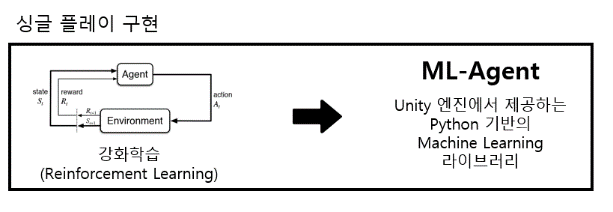 싱글 플레이 구현
Agent
state
S_t
reward
R_t
action
A_t
R_{t+1}
S_{t+1}
Environment
강화학습
(Reinforcement Learning)
ML-Agent
Unity 엔진에서 제공하는
Python 기반의
Machine Learning
라이브러리